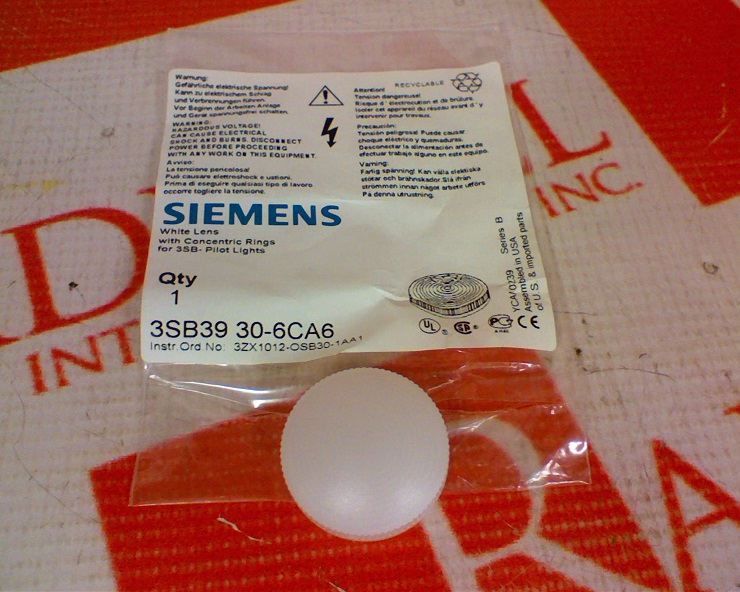 Warnung:
Gefährliche elektrische Spannung!
Kann zu elektrischem Schlag
und Verbrennungen führen.
Vor Beginn der Arbeiten Anlage
und Gerät spannungsfrei schalten.
WARNING:
HAZARDOUS VOLTAGE!
CAN CAUSE ELECTRICAL
SHOCK AND BURNS. DISCONNECT
POWER BEFORE PROCEEDING
WITH ANY WORK ON THIS EQUIPMENT.
Avviso:
La tensione pericolosa!
Può causare elettroshock e ustioni.
Prima di eseguire qualsiasi tipo di lavoro
occorre togliere la tensione.
RECYCLABLE
Attention!
Tension dangereuse!
Risque d'électrocution et de brûlure.
Isoler cet appareil du réseau avant d'y
intervenir pour travaux.
Precaución:
Tensión peligrosa! Puede causar
choque eléctrico y quemaduras.
Desconectar la alimentación antes de
efectuar trabajo alguno en este equipo.
Varning:
Farlig spänning! Kan välla elektriska
stötar och brännskador. Slå ifrån
strömmen innan något arbete utförs
På denna utrustning.
SIEMENS
White Lens
with Concentric Rings
for 3SB- Pilot Lights
Qty
1
3SB39 30-6CA6
Instr.Ord No: 3ZX1012-OSB30-1AA1
Series B
YCA/0239
Assembled in USA
of U.S. & imported parts
UL
CE
INC.
INT